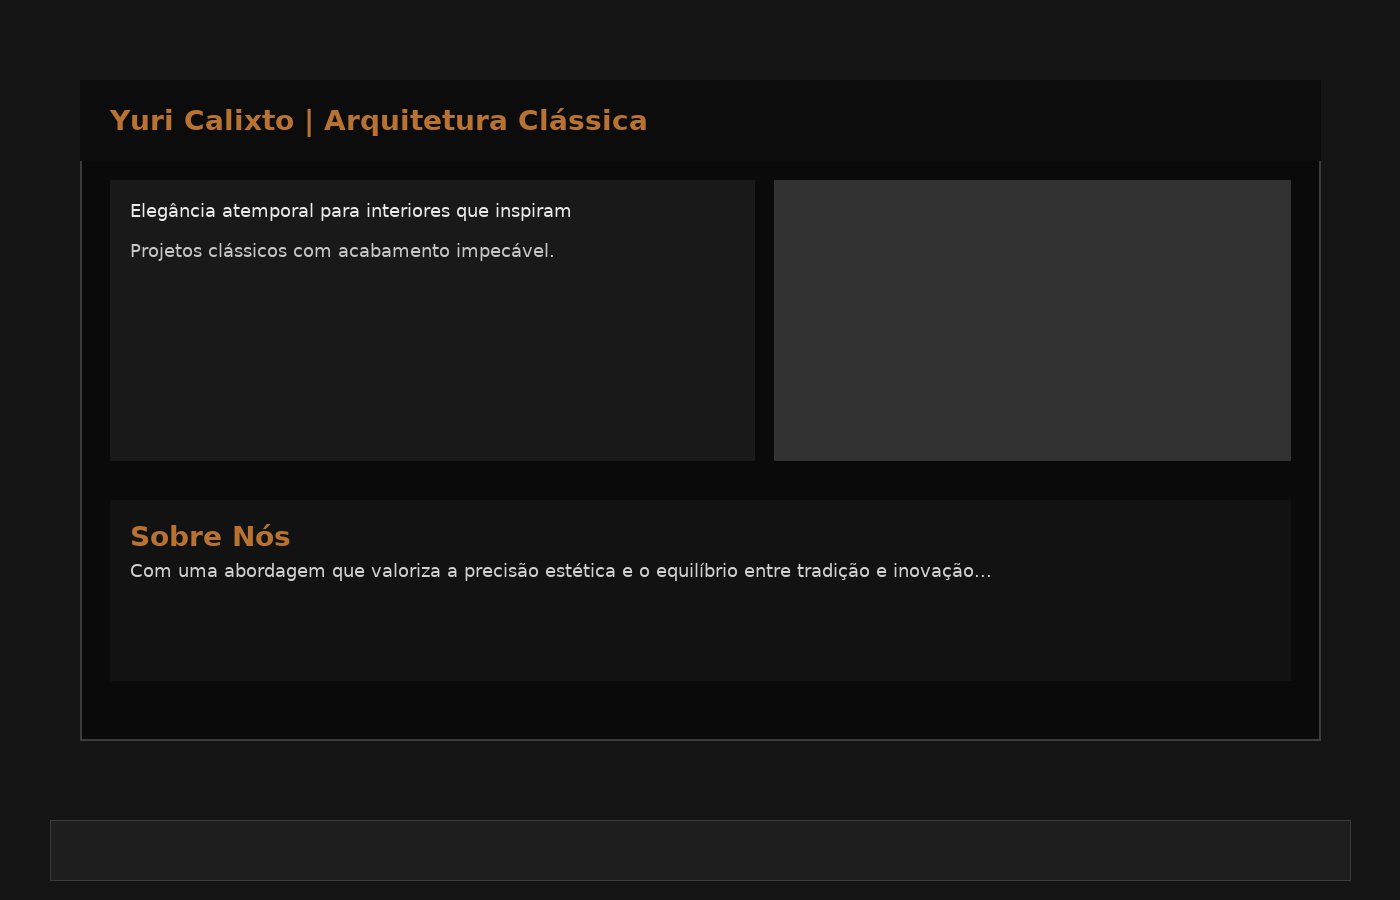 Yuri Calixto | Arquitetura Clássica
Elegância atemporal para interiores que inspiram
Projetos clássicos com acabamento impecável.
Sobre Nós
Com uma abordagem que valoriza a precisão estética e o equilíbrio entre tradição e inovação...